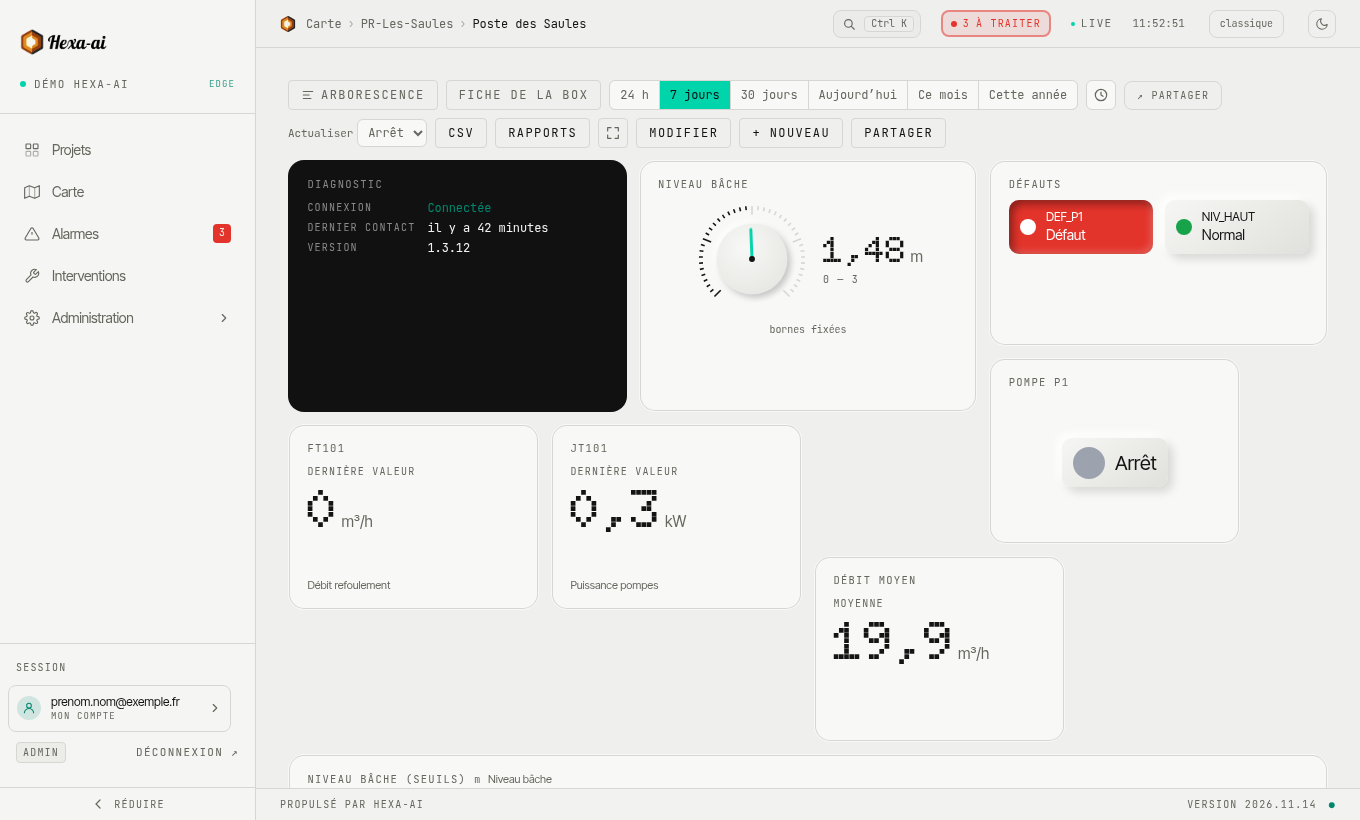 Hexa-ai
DÉMO HEXA-AI EDGE
Projets
Carte
Alarmes 3
Interventions
Administration
SESSION
prenom.nom@exemple.fr
MON COMPTE
ADMIN DÉCONNEXION ↗
RÉDUIRE
Carte › PR-Les-Saules › Poste des Saules
Ctrl K
3 À TRAITER
LIVE 11:52:51
classique
ARBORESCENCE
FICHE DE LA BOX
24 h 7 jours 30 jours Aujourd’hui Ce mois Cette année
↗ PARTAGER
Actualiser Arrêt
CSV
RAPPORTS
MODIFIER
+ NOUVEAU
PARTAGER
DIAGNOSTIC
CONNEXION Connectée
DERNIER CONTACT il y a 42 minutes
VERSION 1.3.12
NIVEAU BÂCHE
1,48 m
0 — 3
bornes fixées
DÉFAUTS
DEF_P1
Défaut
NIV_HAUT
Normal
POMPE P1
Arrêt
FT101
DERNIÈRE VALEUR
0 m³/h
Débit refoulement
JT101
DERNIÈRE VALEUR
0,3 kW
Puissance pompes
DÉBIT MOYEN
MOYENNE
19,9 m³/h
NIVEAU BÂCHE (SEUILS) m Niveau bâche
PROPULSÉ PAR HEXA-AI
VERSION 2026.11.14